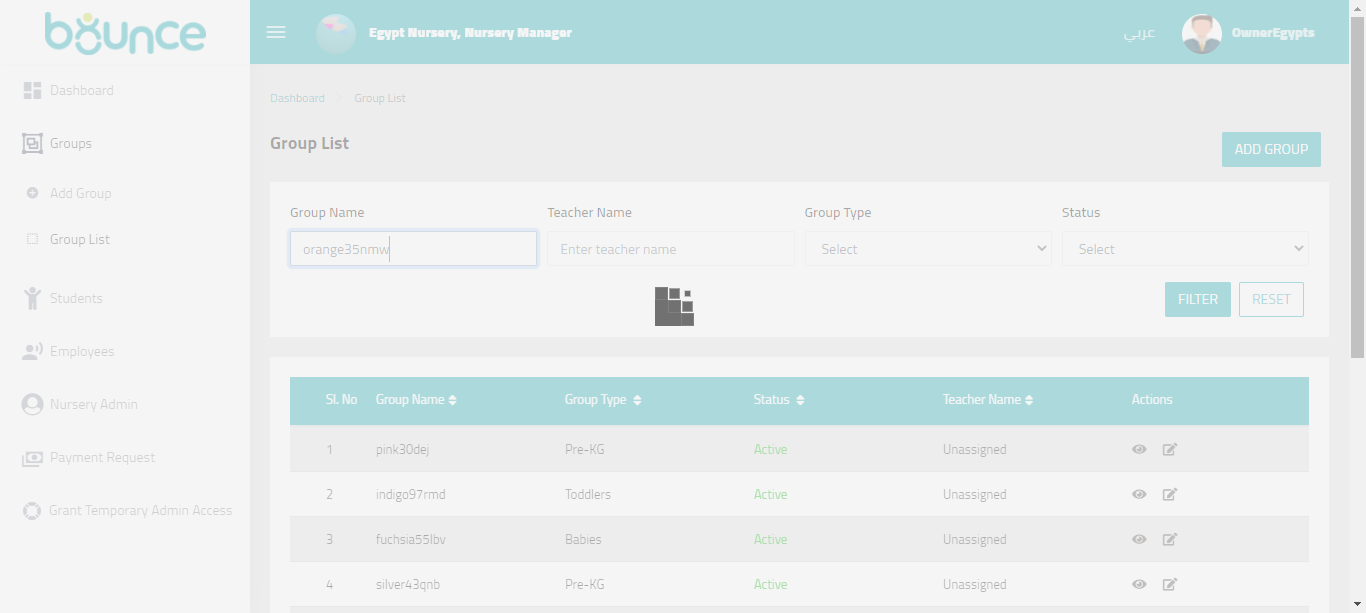 bounce
Egypt Nursery, Nursery Manager
عربي
OwnerEgypts
Dashboard
Groups
Add Group
Group List
Students
Employees
Nursery Admin
Payment Request
Grant Temporary Admin Access
Dashboard Group List
Group List
ADD GROUP
Group Name Teacher Name Group Type Status
orange35nmw Enter teacher name Select Select
FILTER RESET
Sl. No Group Name Group Type Status Teacher Name Actions
1 pink30dej Pre-KG Active Unassigned
2 indigo97rmd Toddlers Active Unassigned
3 fuchsia55lbv Babies Active Unassigned
4 silver43qnb Pre-KG Active Unassigned